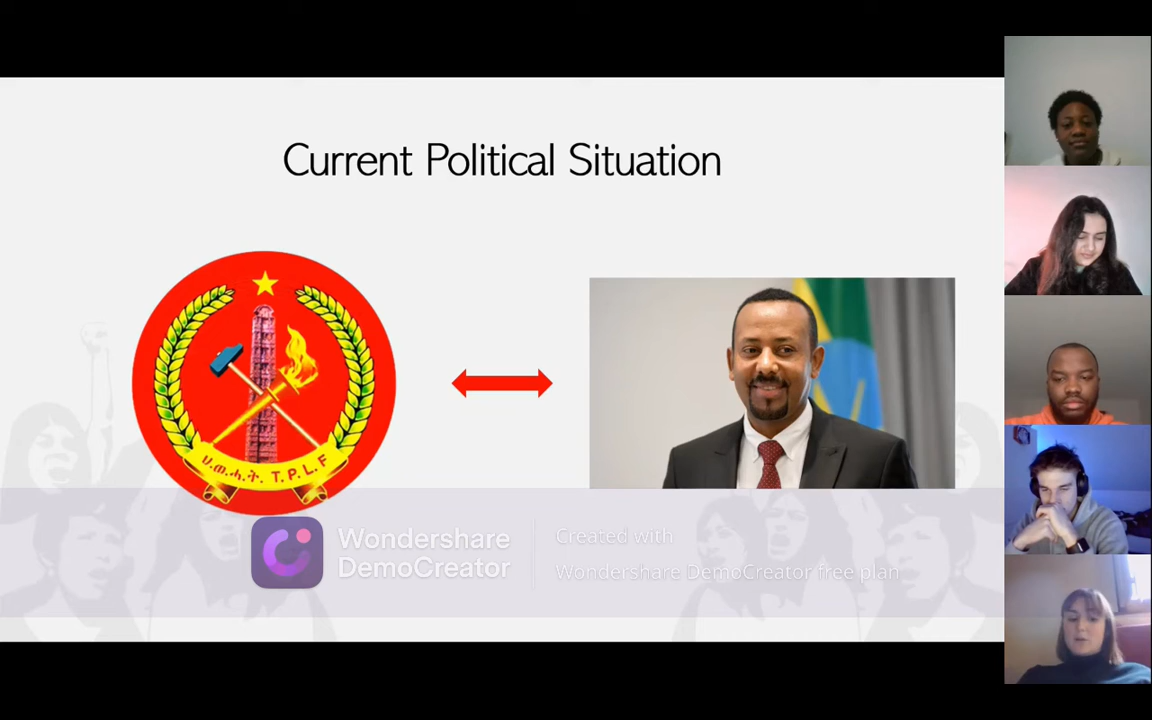 Current Political Situation
ህ.ወ.ሓ.ት. T.P.L.F
Wondershare
DemoCreator
Created with
Wondershare DemoCreator free plan